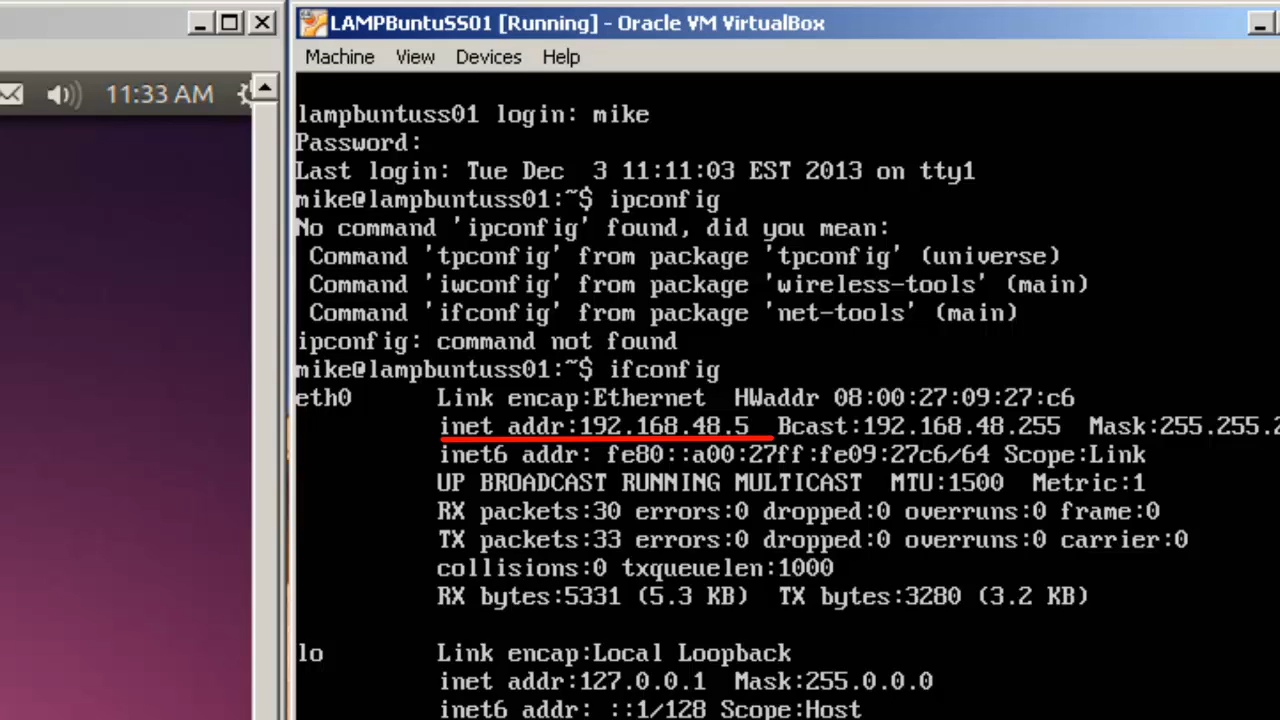 LAMPBuntuSS01 [Running] - Oracle VM VirtualBox
Machine View Devices Help
11:33 AM
lampbuntuss01 login: mike
Password:
Last login: Tue Dec  3 11:11:03 EST 2013 on tty1
mike@lampbuntuss01:~$ ipconfig
No command 'ipconfig' found, did you mean:
 Command 'tpconfig' from package 'tpconfig' (universe)
 Command 'iwconfig' from package 'wireless-tools' (main)
 Command 'ifconfig' from package 'net-tools' (main)
ipconfig: command not found
mike@lampbuntuss01:~$ ifconfig
eth0      Link encap:Ethernet  HWaddr 08:00:27:09:27:c6
          inet addr:192.168.48.5  Bcast:192.168.48.255  Mask:255.255.2
          inet6 addr: fe80::a00:27ff:fe09:27c6/64 Scope:Link
          UP BROADCAST RUNNING MULTICAST  MTU:1500  Metric:1
          RX packets:30 errors:0 dropped:0 overruns:0 frame:0
          TX packets:33 errors:0 dropped:0 overruns:0 carrier:0
          collisions:0 txqueuelen:1000
          RX bytes:5331 (5.3 KB)  TX bytes:3280 (3.2 KB)
lo        Link encap:Local Loopback
          inet addr:127.0.0.1  Mask:255.0.0.0
          inet6 addr: ::1/128 Scope:Host